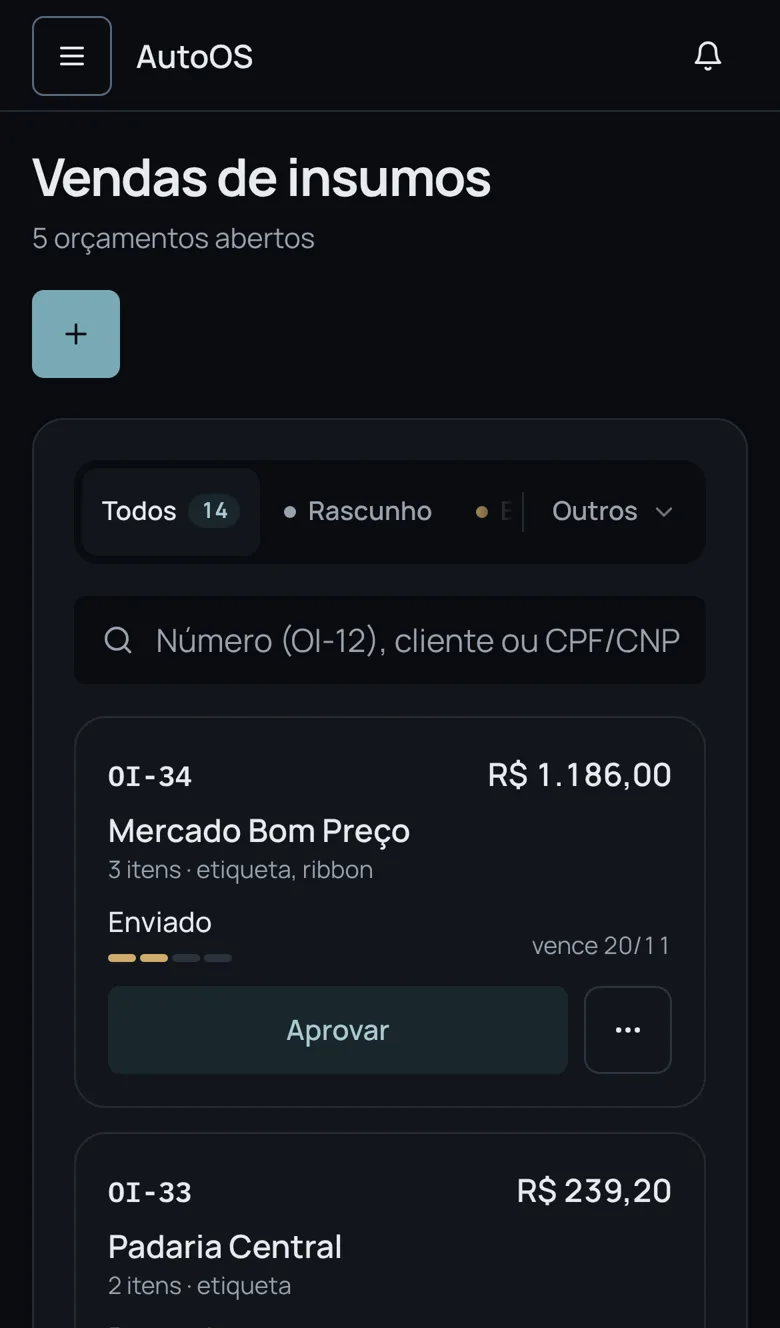 AutoOS
Vendas de insumos
5 orçamentos abertos
+
Todos 14 Rascunho Outros
Número (OI-12), cliente ou CPF/CNP
OI-34 R$ 1.186,00
Mercado Bom Preço
3 itens · etiqueta, ribbon
Enviado
vence 20/11
Aprovar ...
OI-33 R$ 239,20
Padaria Central
2 itens · etiqueta